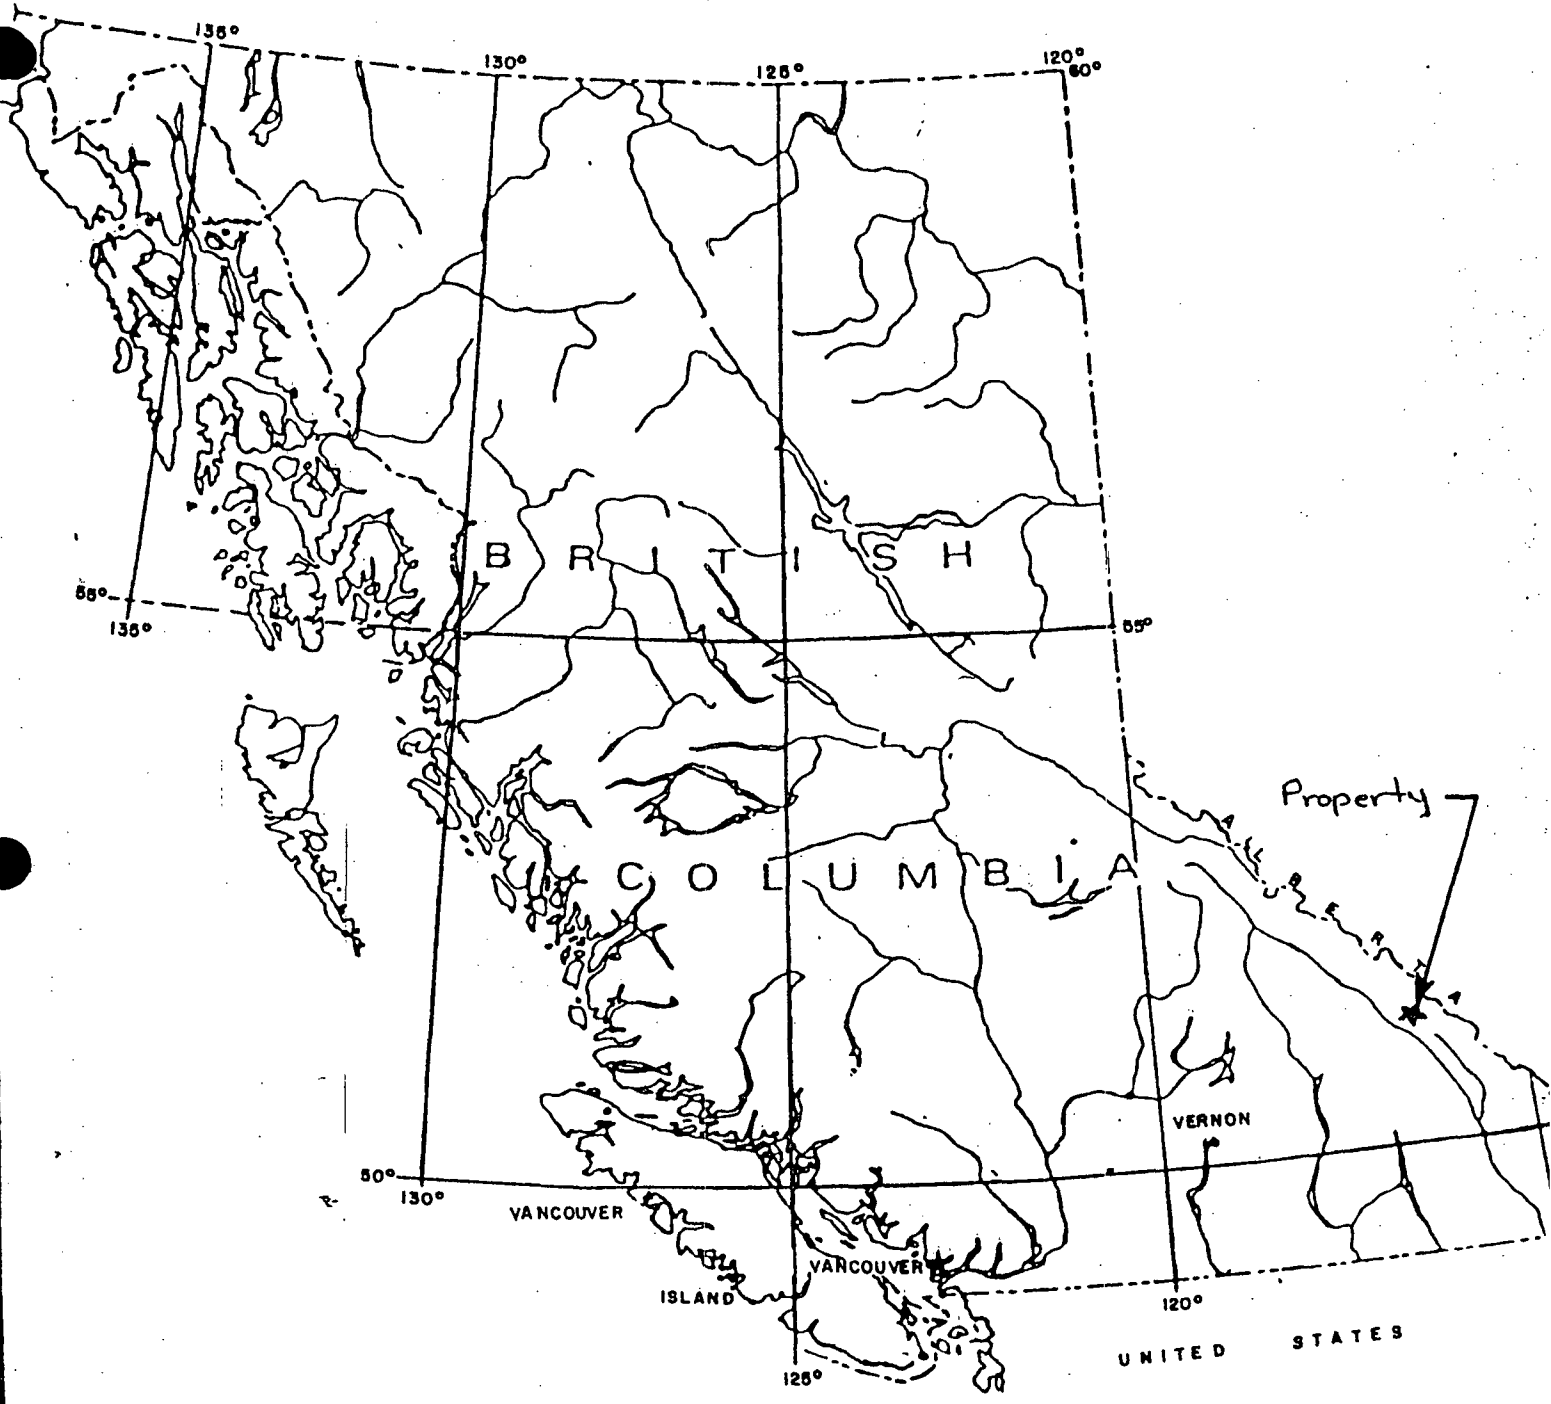 135°
130°
125°
120°
60°
BRITISH
55°
135°
55°
Property
COLUMBIA
ALBERTA
VERNON
50°
130°
VANCOUVER
VANCOUVER
ISLAND
120°
UNITED STATES
125°